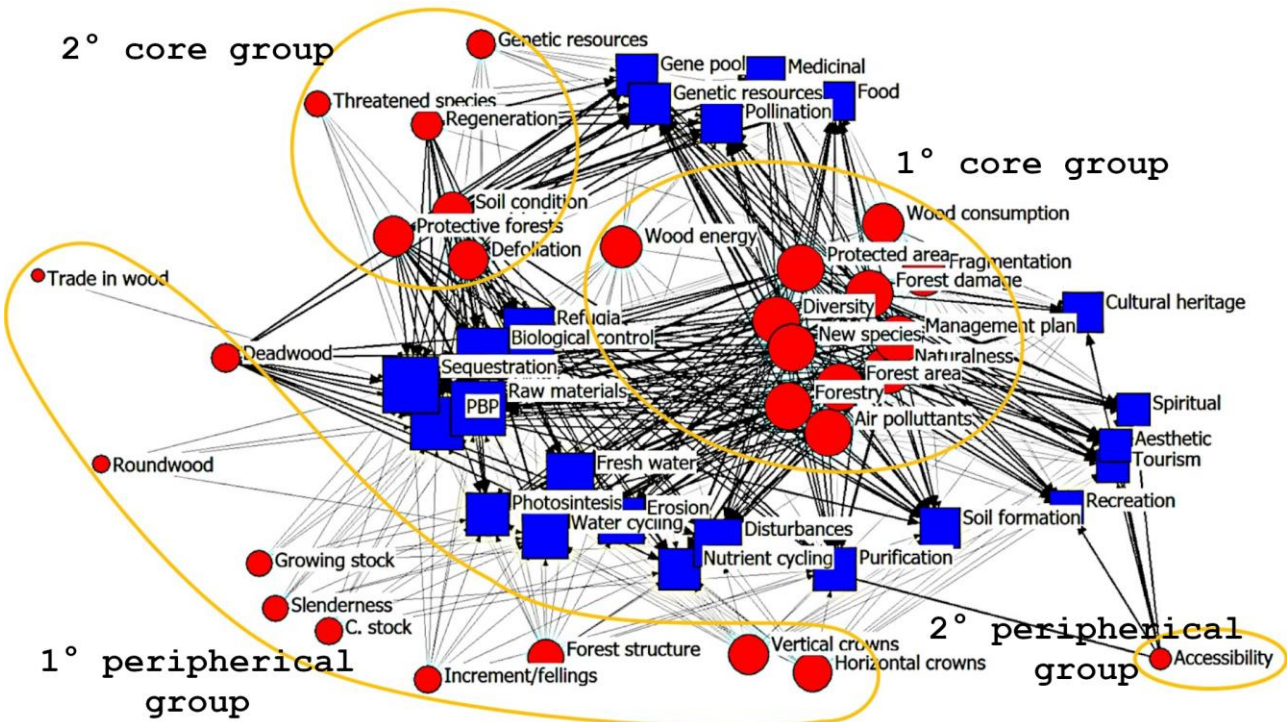 2° core group
Genetic resources
Gene pool
Medicinal
Genetic resources
Food
Threatened species
Regeneration
Pollination
1° core group
Soil condition
Wood consumption
Protective forests
Wood energy
Defoliation
Protected area
Fragmentation
Trade in wood
Forest damage
Diversity
Cultural heritage
Refugia
Management plan
Biological control
New species
Deadwood
Naturalness
Sequestration
Forest area
Raw materials
Forestry
PBP
Spiritual
Air polluttants
Aesthetic
Tourism
Roundwood
Fresh water
Recreation
Photosintesis
Erosion
Soil formation
Water cycling
Disturbances
Nutrient cycling
Purification
Growing stock
Slenderness
C. stock
2° peripherical
group
Vertical crowns
Forest structure
Horizontal crowns
Accessibility
1° peripherical
group
Increment/fellings